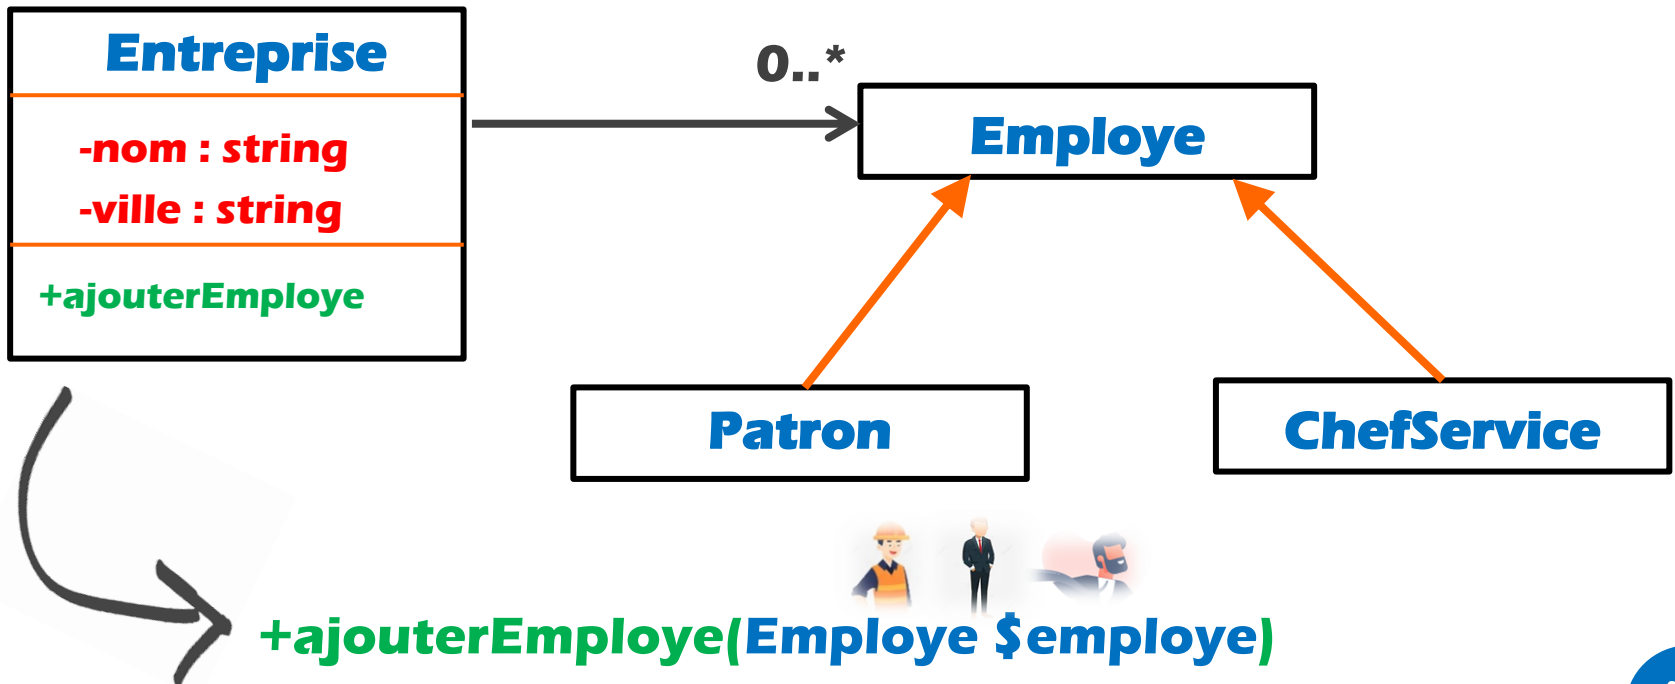 Entreprise
-nom : string
-ville : string
+ajouterEmploye
0..*
Employe
Patron
ChefService
+ajouterEmploye(Employe $employe)